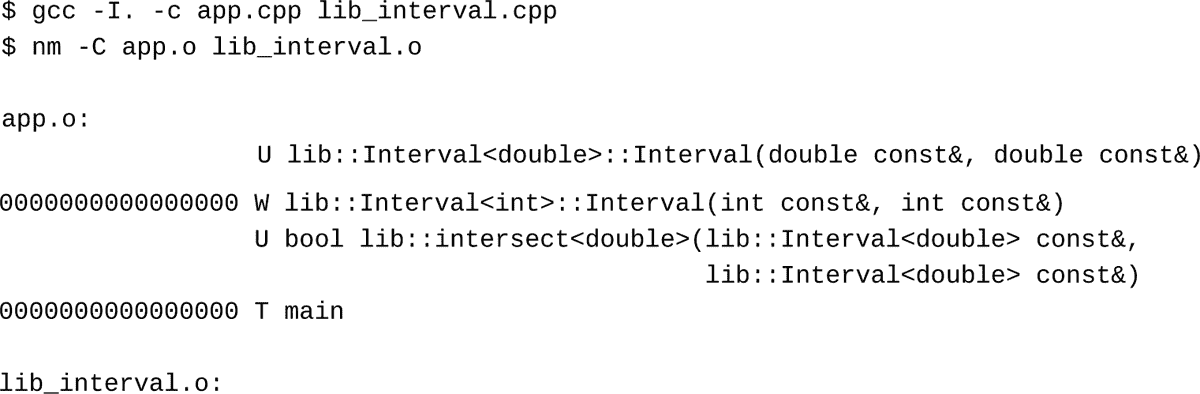 $ gcc -I. -c app.cpp lib_interval.cpp
$ nm -C app.o lib_interval.o
app.o:
U lib::Interval<double>::Interval(double const&, double const&)
0000000000000000 W lib::Interval<int>::Interval(int const&, int const&)
U bool lib::intersect<double>(lib::Interval<double> const&,
lib::Interval<double> const&)
0000000000000000 T main
lib_interval.o: